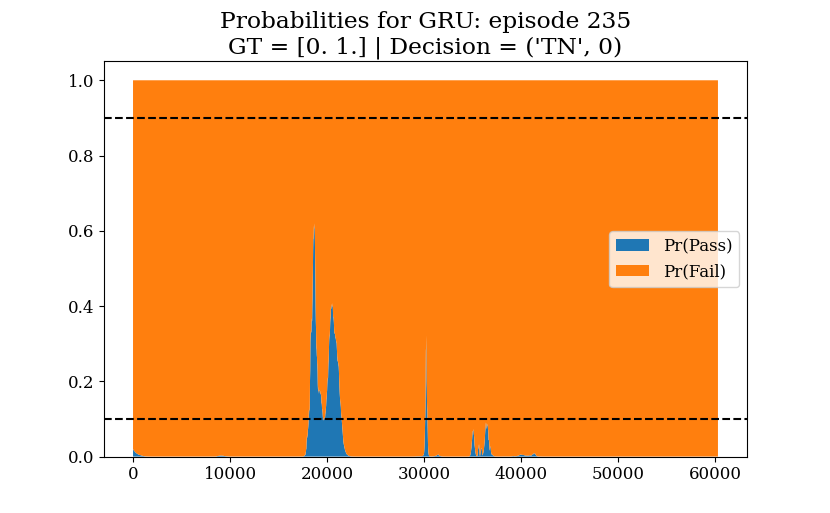 Probabilities for GRU: episode 235
GT = [0. 1.] | Decision = ('TN', 0)
1.0
0.8
0.6
0.4
0.2
0.0
Pr(Pass)
Pr(Fail)
0 10000 20000 30000 40000 50000 60000